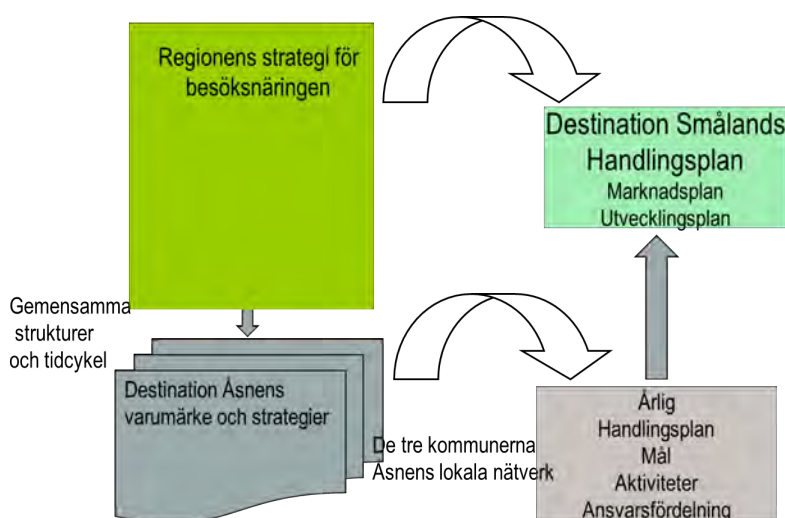 Regionens strategi för
besöksnäringen
Destination Smålands
Handlingsplan
Marknadsplan
Utvecklingsplan
Gemensamma
strukturer
och tidcykel
Destination Åsnens
varumärke och strategier
De tre kommunerna
Åsnens lokala nätverk
Årlig
Handlingsplan
Mål
Aktiviteter
Ansvarsfördelning